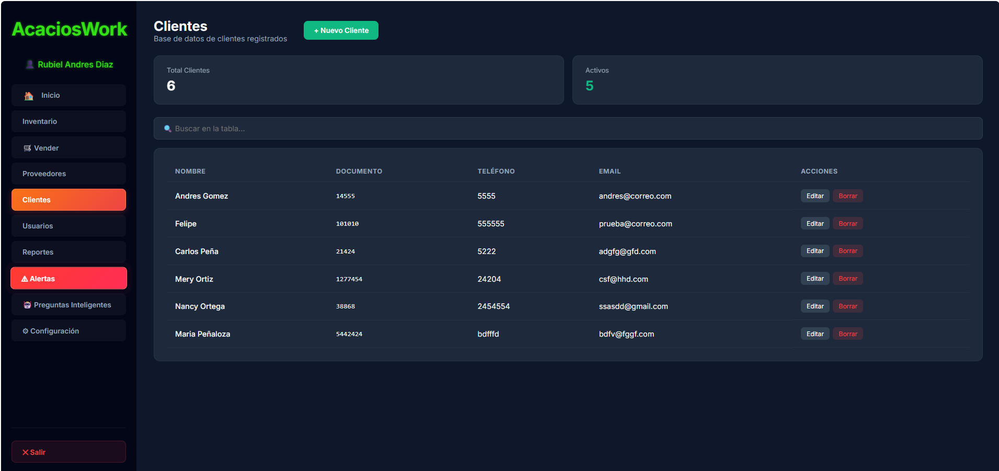 AcaciosWork
Rubiel Andres Diaz
Inicio
Inventario
Vender
Proveedores
Clientes
Usuarios
Reportes
Alertas
Preguntas Inteligentes
Configuración
Salir
Clientes
Base de datos de clientes registrados
+ Nuevo Cliente
Total Clientes
6
Activos
5
Buscar en la tabla...
NOMBRE DOCUMENTO TELÉFONO EMAIL ACCIONES
Andres Gomez 14555 5555 andres@correo.com Editar Borrar
Felipe 101010 555555 prueba@correo.com Editar Borrar
Carlos Peña 21424 5222 adgfg@gfd.com Editar Borrar
Mery Ortiz 1277454 24204 csf@hhd.com Editar Borrar
Nancy Ortega 38868 2454554 ssasdd@gmail.com Editar Borrar
Maria Peñaloza 5442424 bdfffd bdfv@fggf.com Editar Borrar